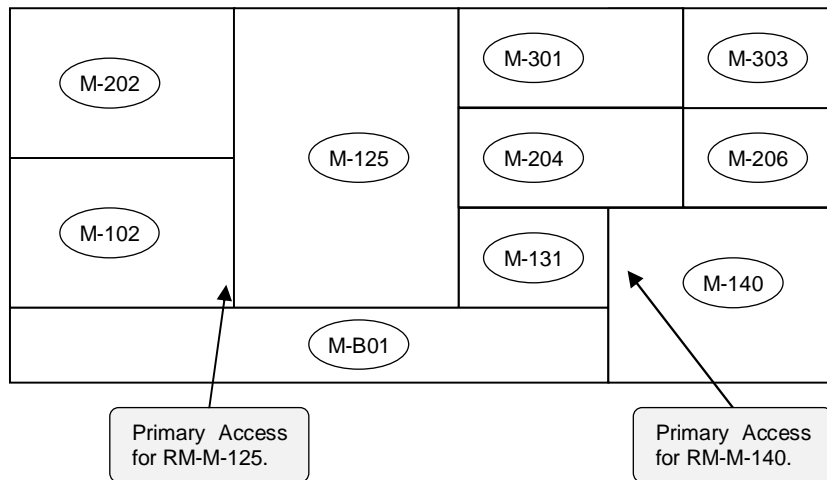 M-202
M-301
M-303
M-125
M-204
M-206
M-102
M-131
M-140
M-B01
Primary Access
for RM-M-125.
Primary Access
for RM-M-140.